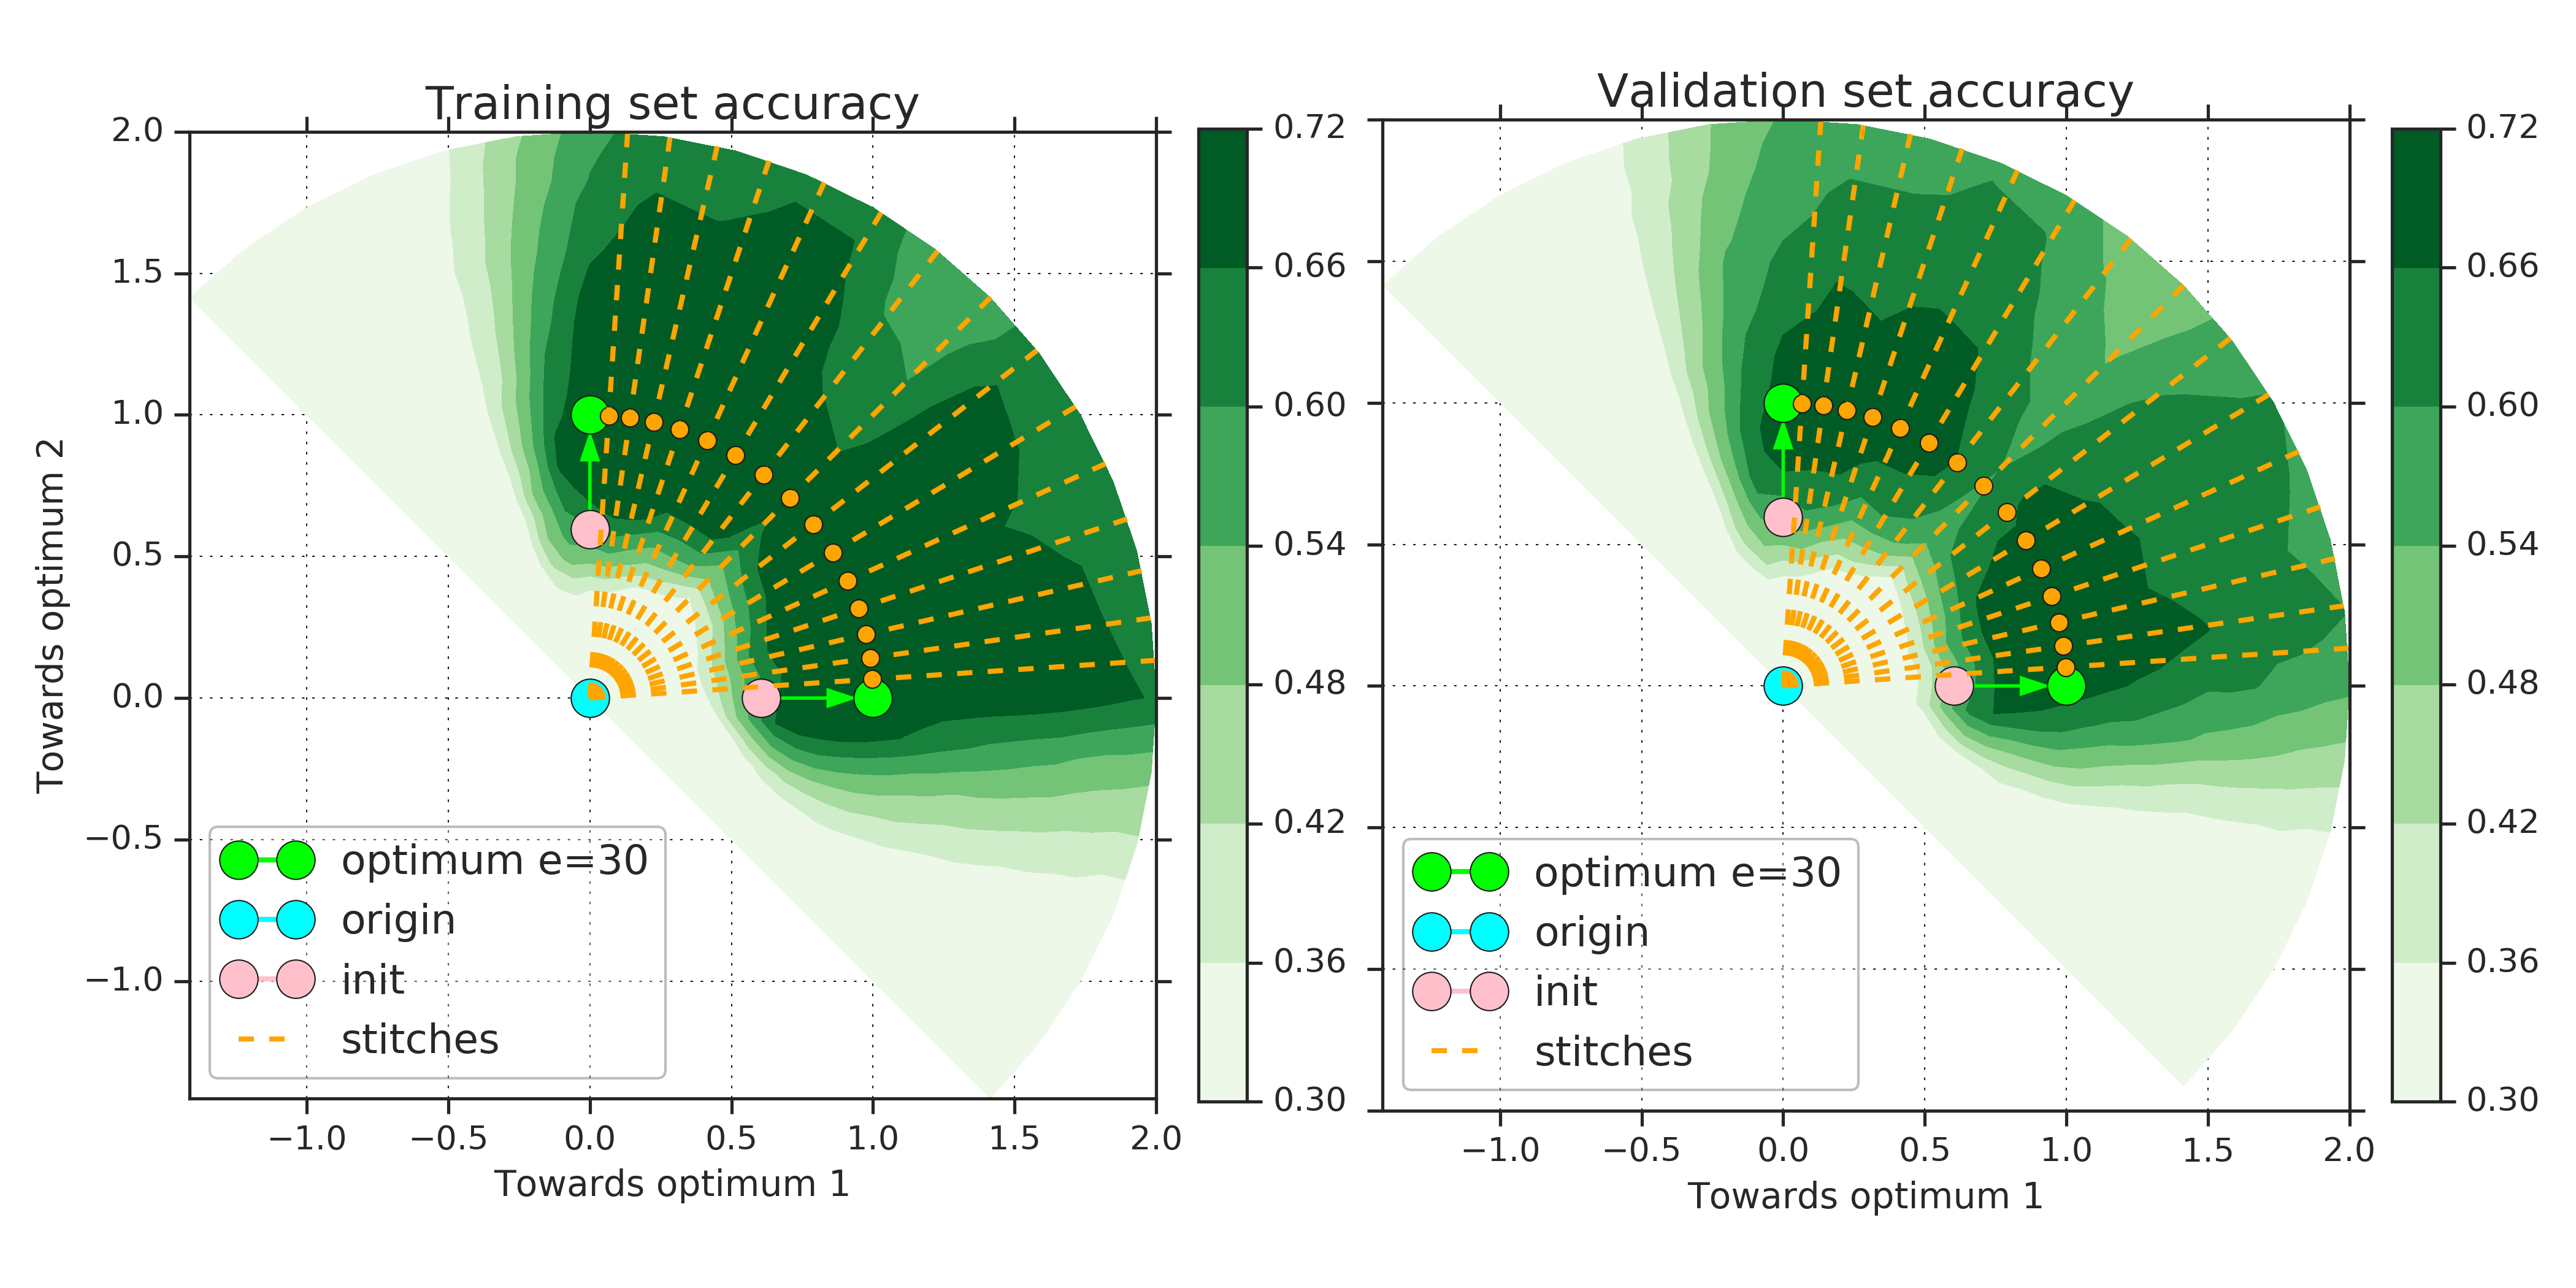 Training set accuracy
Validation set accuracy
2.0
1.5
1.0
0.5
0.0
−0.5
−1.0
Towards optimum 2
optimum e=30
origin
init
stitches
−1.0 −0.5 0.0 0.5 1.0 1.5 2.0
Towards optimum 1
0.72
0.66
0.60
0.54
0.48
0.42
0.36
0.30
optimum e=30
origin
init
stitches
−1.0 −0.5 0.0 0.5 1.0 1.5 2.0
Towards optimum 1
0.72
0.66
0.60
0.54
0.48
0.42
0.36
0.30